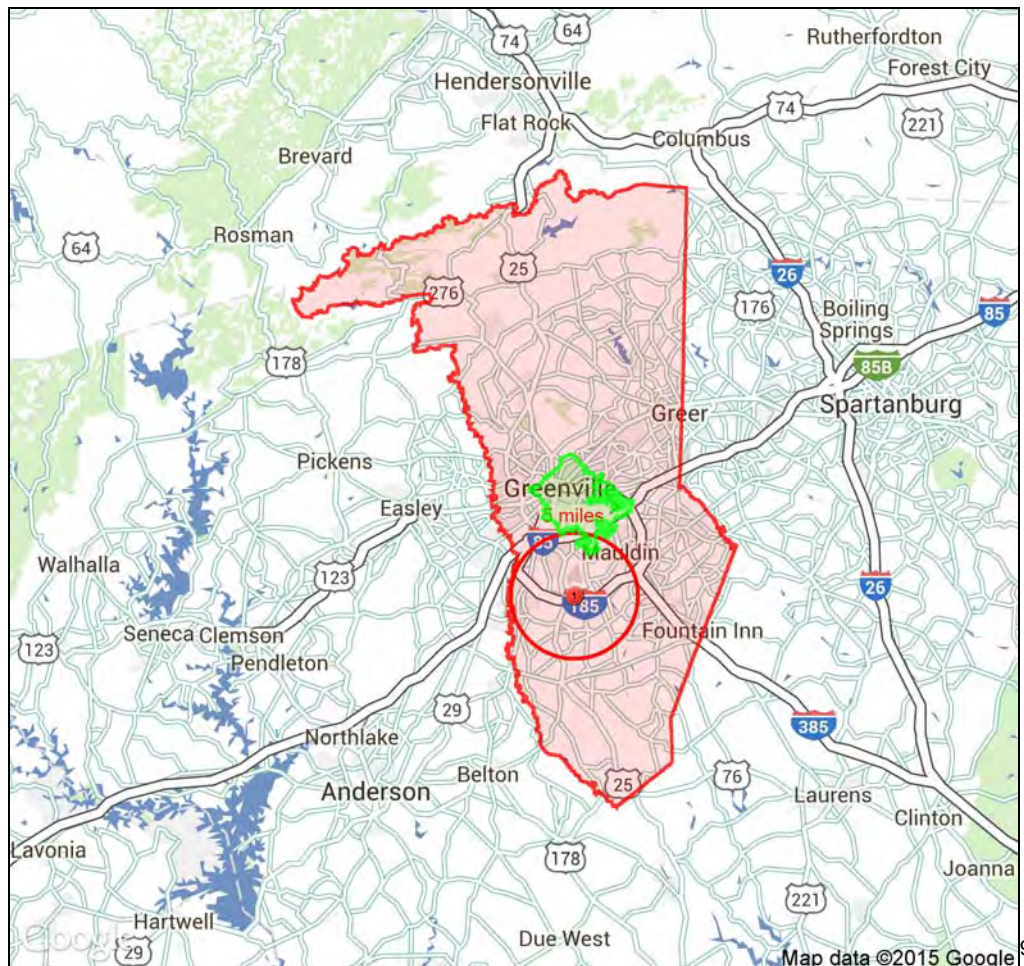 64
74
Rutherfordton
Hendersonville
Forest City
74
Flat Rock
221
Columbus
Brevard
Rosman
64
25
26
276
176
Boiling
Springs
85
178
85B
Greer
Spartanburg
Pickens
Greenville
Easley
5 miles
85
Mauldin
Walhalla
123
26
1
185
Seneca
Clemson
Fountain Inn
123
Pendleton
29
385
Northlake
Belton
76
25
Anderson
Laurens
Clinton
Lavonia
178
Joanna
221
Hartwell
Google
29
Due West
Map data ©2015 Google